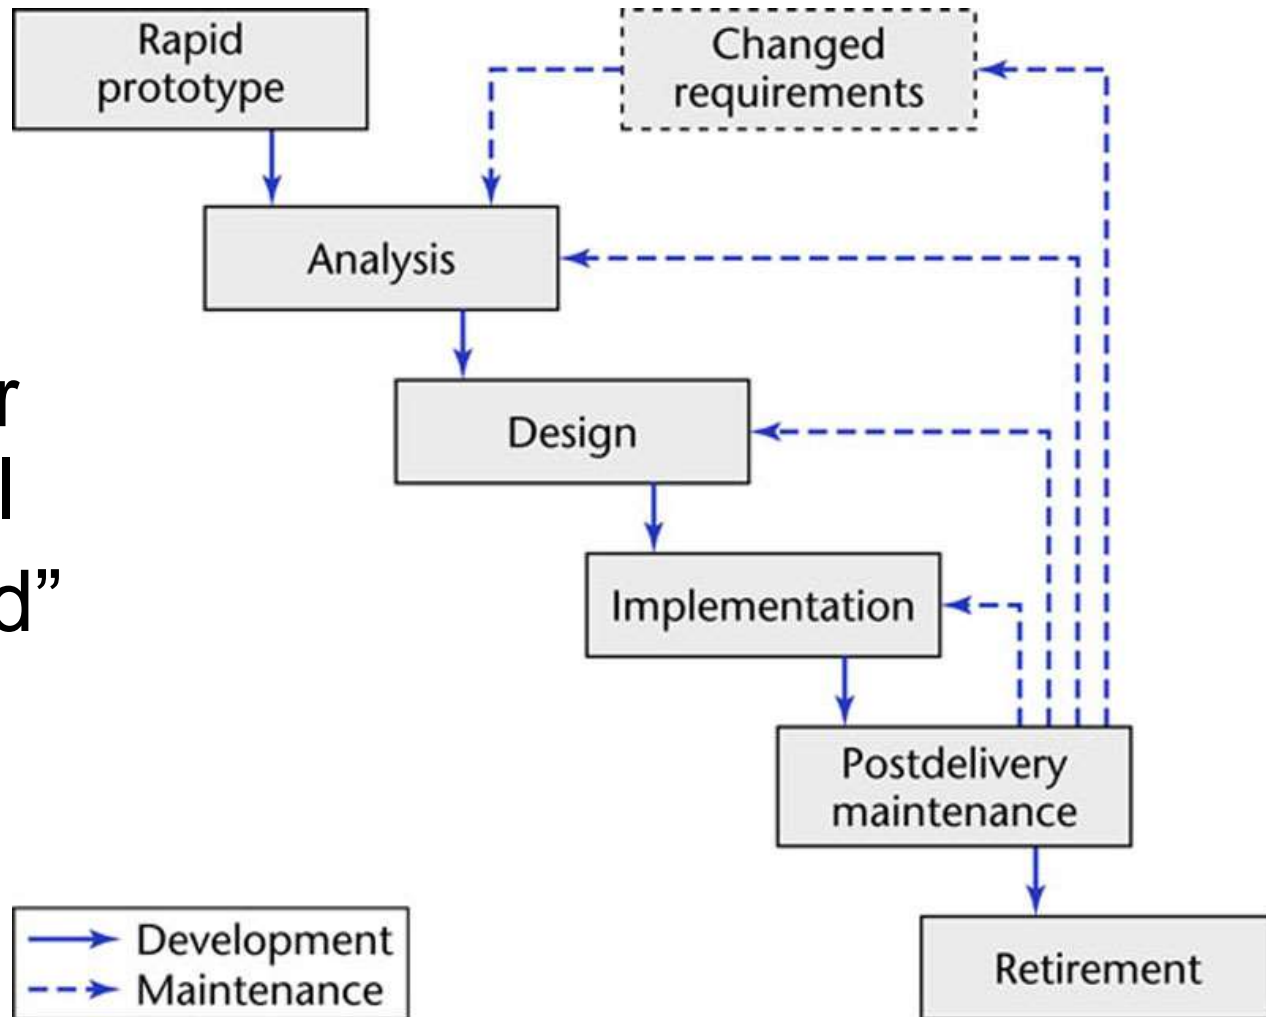 Rapid
prototype
Changed
requirements
Analysis
r
Design
l
d”
Implementation
Postdelivery
maintenance
Development
Maintenance
Retirement